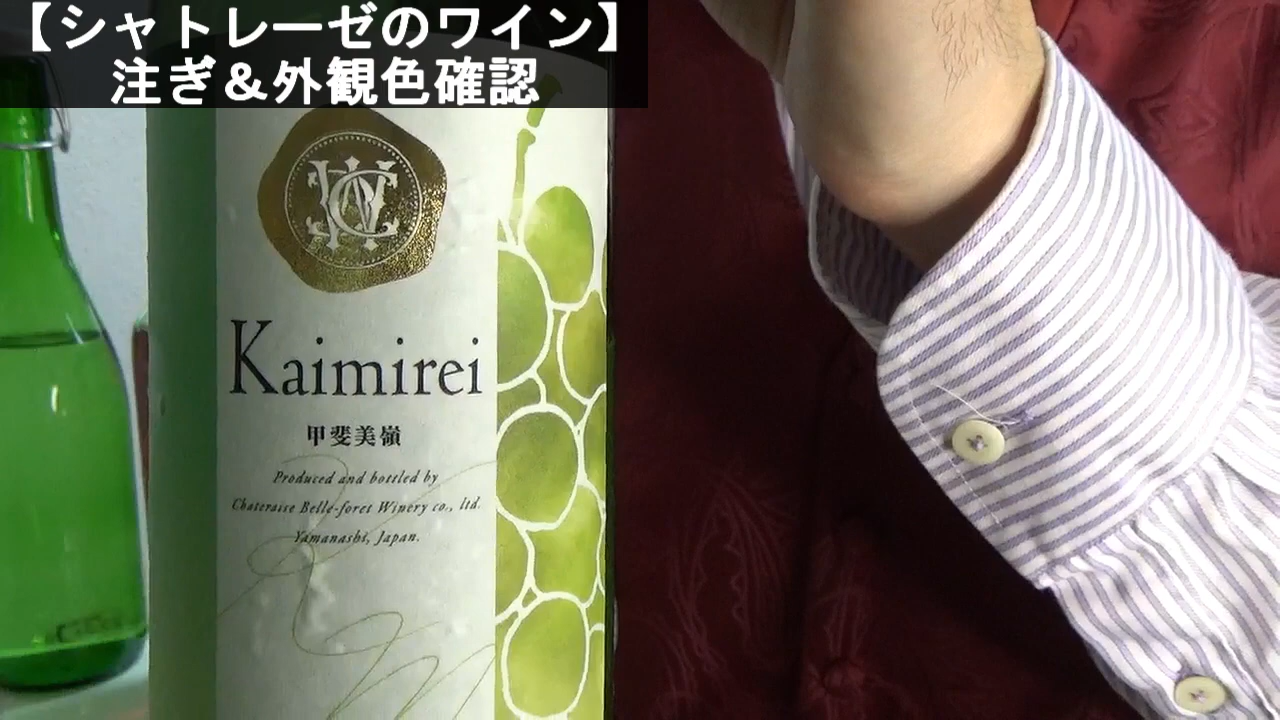 【シャトレーゼのワイン】
注ぎ&外観色確認
Kaimirei
甲斐美嶺
Produced and bottled by
Chateraise Belle-foret Winery co., ltd.
Yamanashi, Japan.